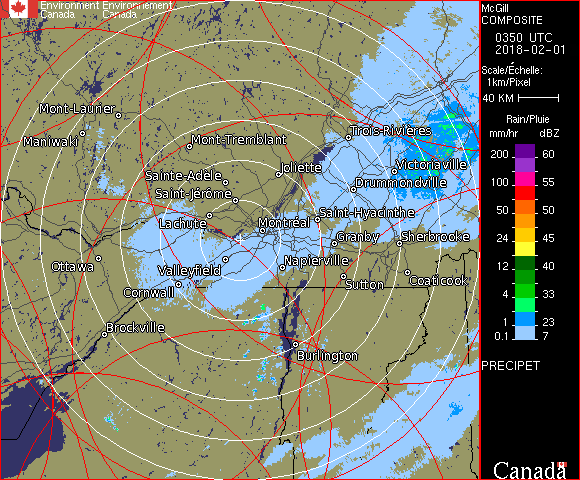 Environment Environnement
Canada Canada
McGill
COMPOSITE
0350 UTC
2018-02-01
Scale/Échelle:
1km/Pixel
40 KM
Rain/Pluie
mm/hr dBZ
200 60
100 55
50 50
24 45
12 40
4 33
1 23
0.1 7
PRECIPET
Canada
Mont-Laurier
Maniwaki
Mont-Tremblant
Trois-Rivières
Victoriaville
Sainte-Adèle
Joliette
Drummondville
Saint-Jérôme
Lachute
Montréal
Saint-Hyacinthe
Granby
Sherbrooke
Ottawa
Valleyfield
Napierville
Cornwall
Sutton
Coaticook
Brockville
Burlington